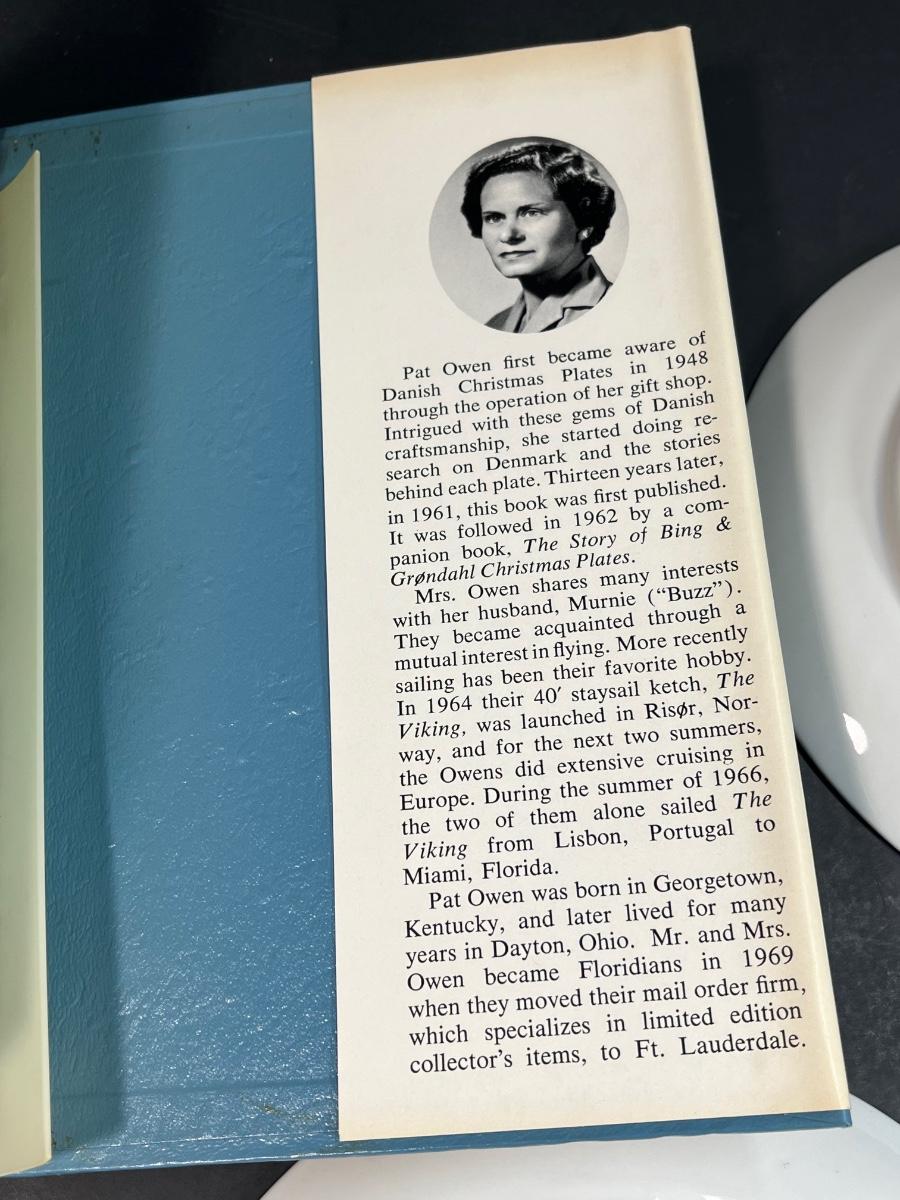 Pat Owen first became aware of
Danish Christmas Plates in 1948
through the operation of her gift shop.
Intrigued with these gems of Danish
craftsmanship, she started doing re-
search on Denmark and the stories
behind each plate. Thirteen years later,
in 1961, this book was first published.
It was followed in 1962 by a com-
panion book, The Story of Bing &
Grøndahl Christmas Plates.
Mrs. Owen shares many interests
with her husband, Murnie (“Buzz”).
They became acquainted through a
mutual interest in flying. More recently
sailing has been their favorite hobby.
In 1964 their 40′ staysail ketch, The
Viking, was launched in Risør, Nor-
way, and for the next two summers,
the Owens did extensive cruising in
Europe. During the summer of 1966,
the two of them alone sailed The
Viking from Lisbon, Portugal to
Miami, Florida.
Pat Owen was born in Georgetown,
Kentucky, and later lived for many
years in Dayton, Ohio. Mr. and Mrs.
Owen became Floridians in 1969
when they moved their mail order firm,
which specializes in limited edition
collector’s items, to Ft. Lauderdale.